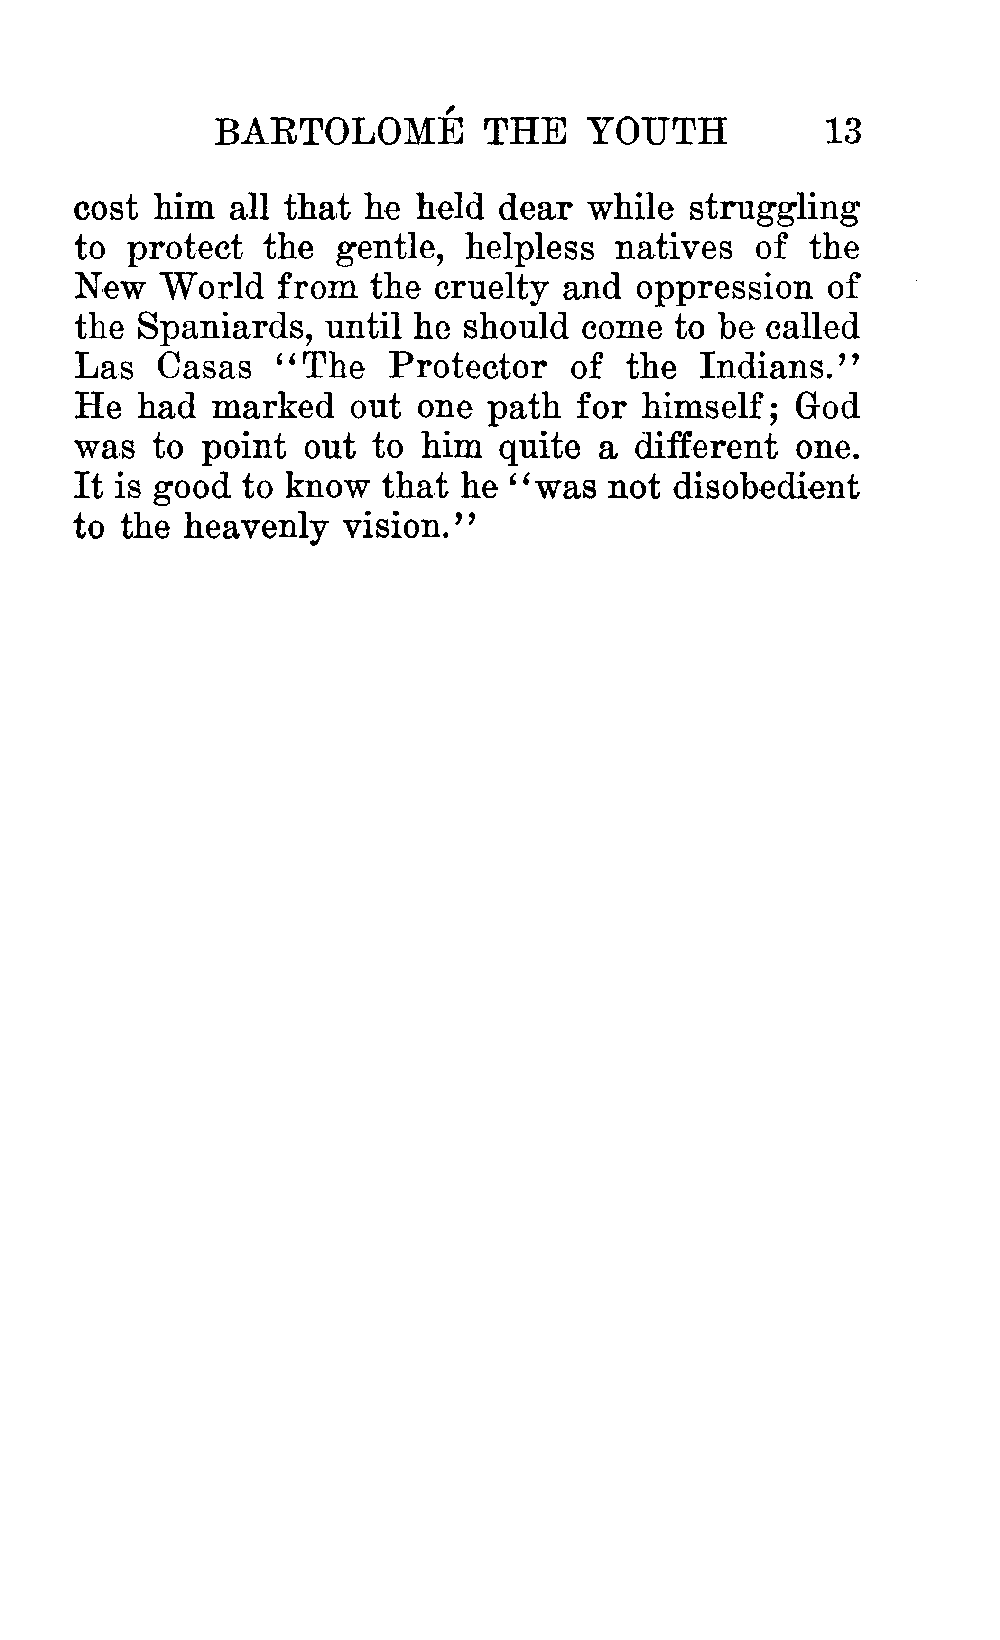 BARTOLOMÉ THE YOUTH 13
cost him all that he held dear while struggling
to protect the gentle, helpless natives of the
New World from the cruelty and oppression of
the Spaniards, until he should come to be called
Las Casas "The Protector of the Indians."
He had marked out one path for himself; God
was to point out to him quite a different one.
It is good to know that he "was not disobedient
to the heavenly vision."